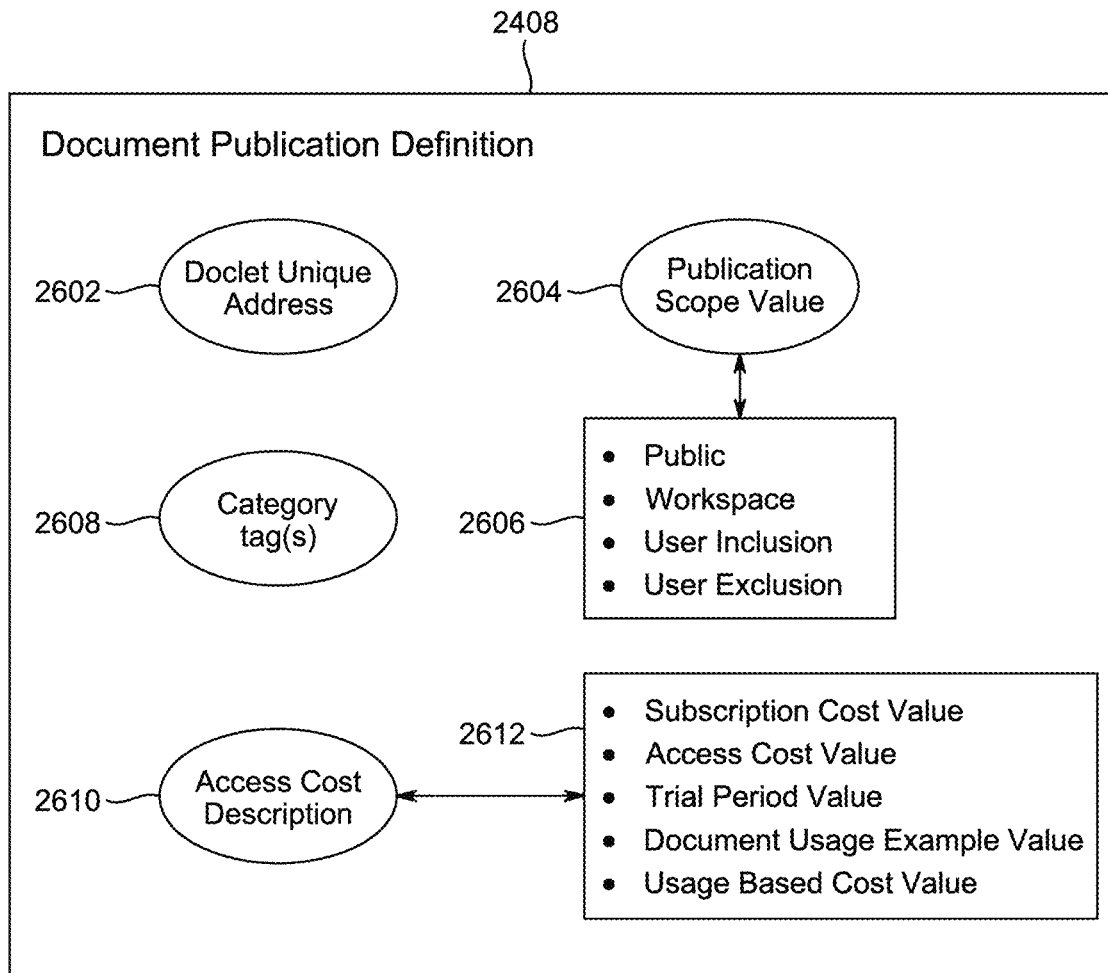 2408
Document Publication Definition
2602
Doclet Unique
Address
2604
Publication
Scope Value
2608
Category
tag(s)
2606
• Public
• Workspace
• User Inclusion
• User Exclusion
2610
Access Cost
Description
2612
• Subscription Cost Value
• Access Cost Value
• Trial Period Value
• Document Usage Example Value
• Usage Based Cost Value